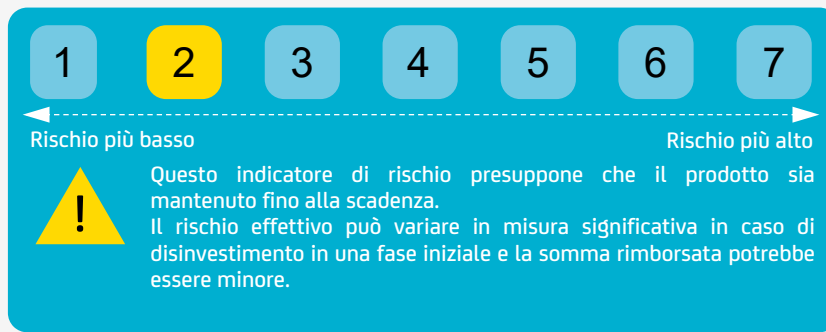 1 2 3 4 5 6 7
Rischio più basso Rischio più alto
!
Questo indicatore di rischio presuppone che il prodotto sia
mantenuto fino alla scadenza.
Il rischio effettivo può variare in misura significativa in caso di
disinvestimento in una fase iniziale e la somma rimborsata potrebbe
essere minore.